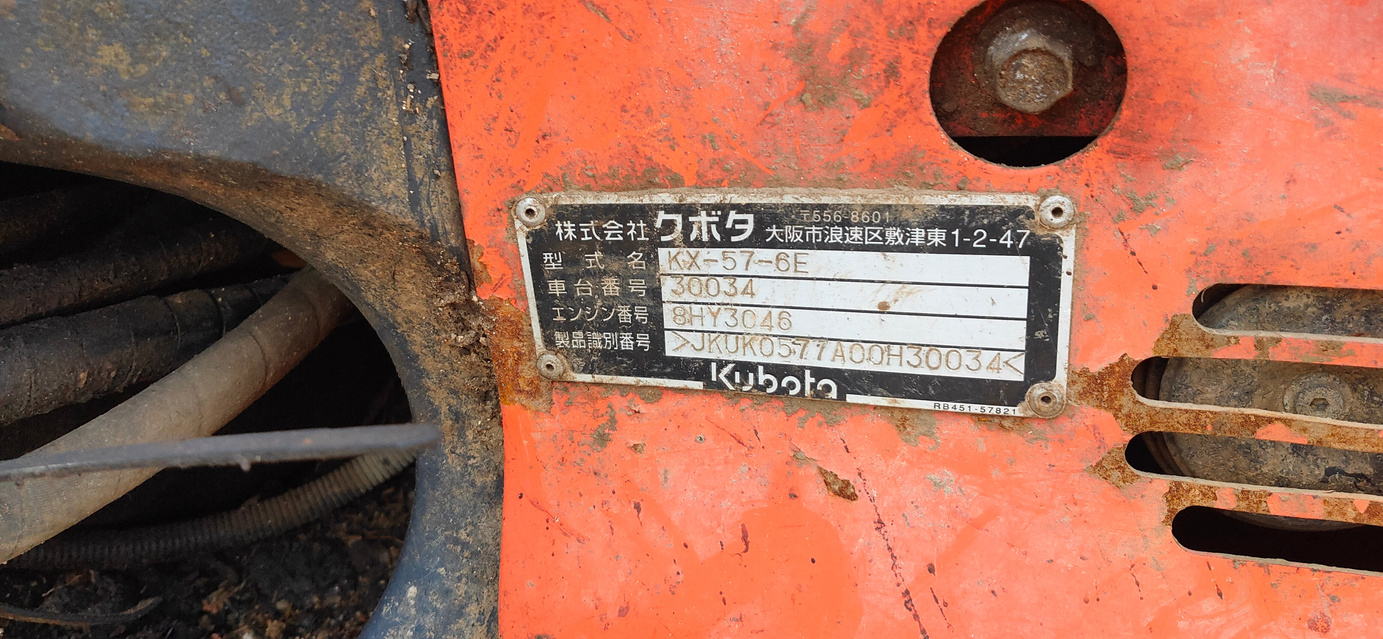 株式会社 クボタ 〒556-8601 大阪市浪速区敷津東1-2-47
型式名 KX-57-6E
車台番号 30034
エンジン番号 8HY3046
製品識別番号 >JKUK0577A00H30034<
Kubota
RB451-57821